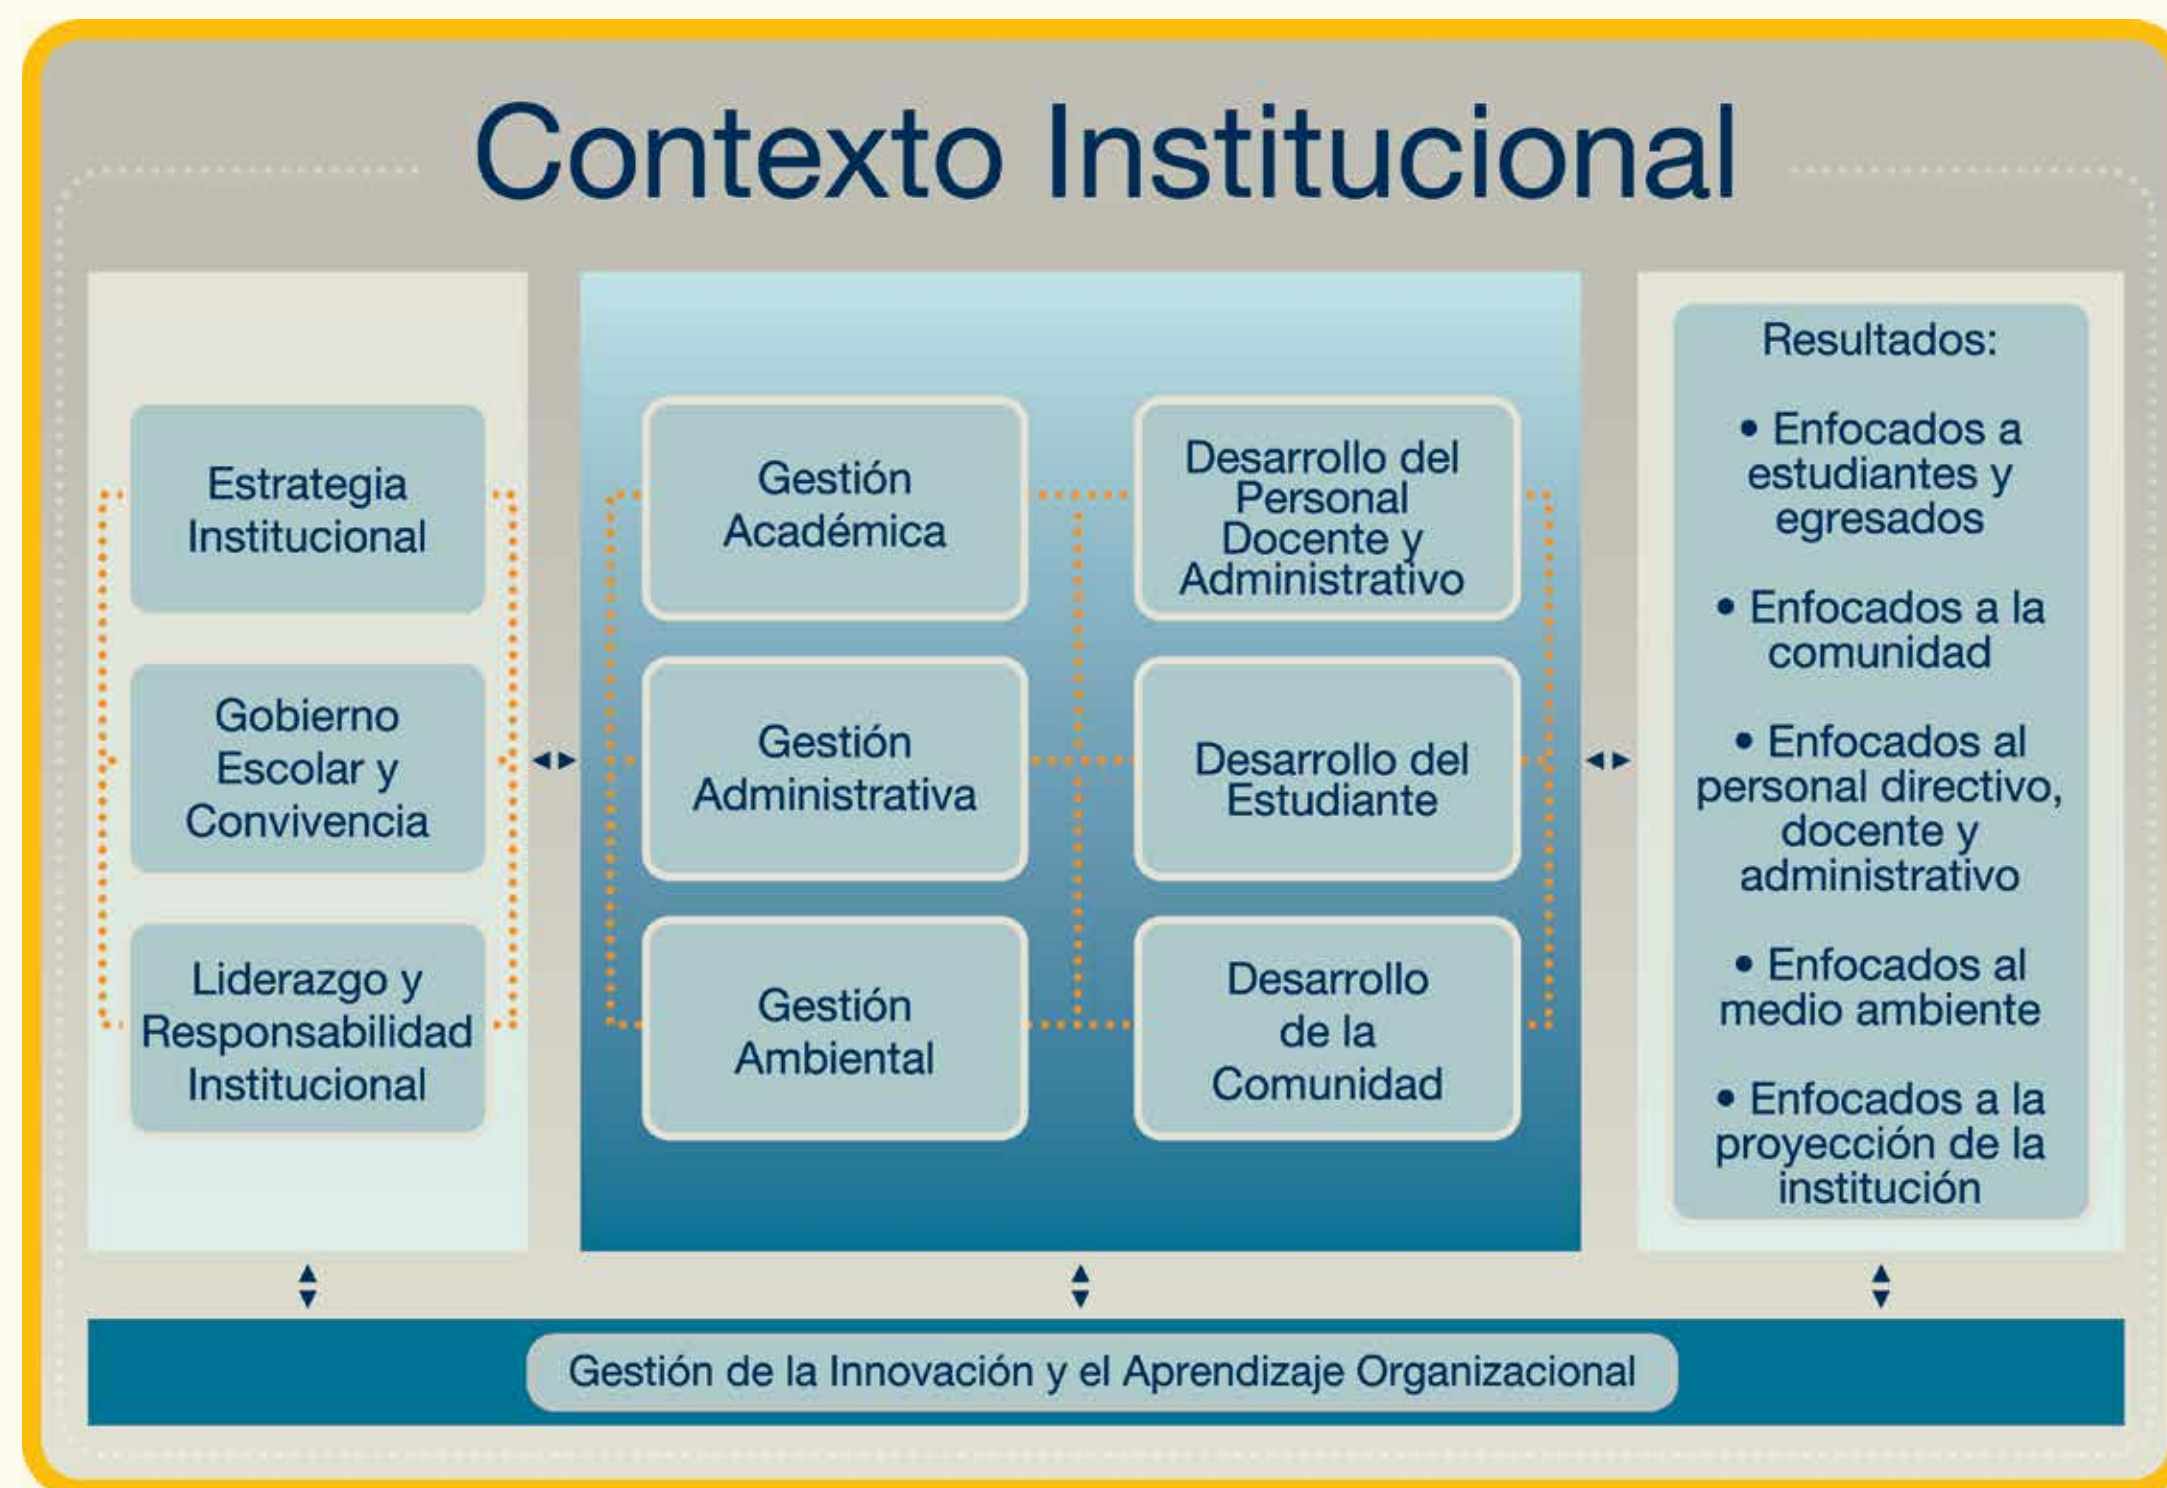 Contexto Institucional
Estrategia
Institucional
Gobierno
Escolar y
Convivencia
Liderazgo y
Responsabilidad
Institucional
Gestión
Académica
Desarrollo del
Personal
Docente y
Administrativo
Gestión
Administrativa
Desarrollo del
Estudiante
Gestión
Ambiental
Desarrollo
de la
Comunidad
Resultados:
• Enfocados a
estudiantes y
egresados
• Enfocados a la
comunidad
• Enfocados al
personal directivo,
docente y
administrativo
• Enfocados al
medio ambiente
• Enfocados a la
proyección de la
institución
Gestión de la Innovación y el Aprendizaje Organizacional